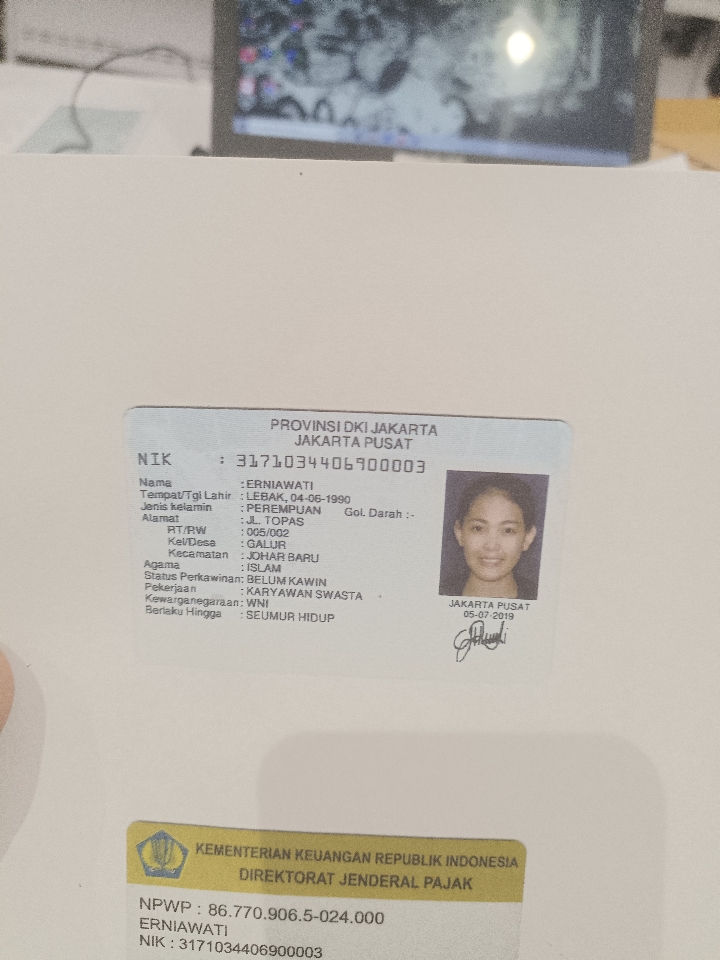 PROVINSI DKI JAKARTA
JAKARTA PUSAT
NIK : 3171034406900003
Nama : ERNIAWATI
Tempat/Tgl Lahir : LEBAK, 04-06-1990
Jenis kelamin : PEREMPUAN Gol. Darah :-
Alamat : JL. TOPAS
RT/RW : 005/002
Kel/Desa : GALUR
Kecamatan : JOHAR BARU
Agama : ISLAM
Status Perkawinan: BELUM KAWIN
Pekerjaan : KARYAWAN SWASTA
Kewarganegaraan: WNI
Berlaku Hingga : SEUMUR HIDUP
JAKARTA PUSAT
05-07-2019
KEMENTERIAN KEUANGAN REPUBLIK INDONESIA
DIREKTORAT JENDERAL PAJAK
NPWP : 86.770.906.5-024.000
ERNIAWATI
NIK : 3171034406900003